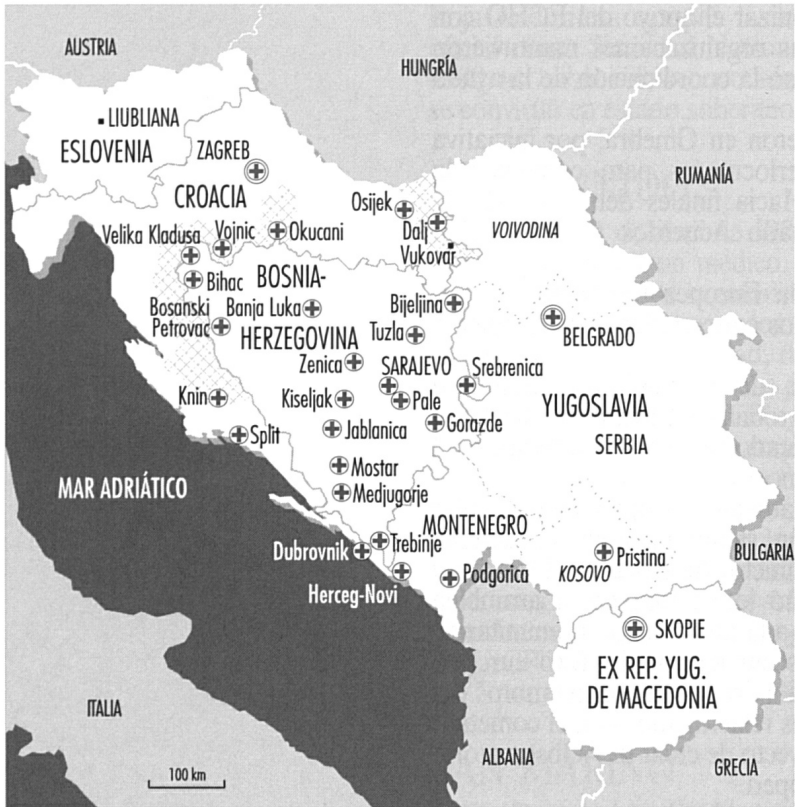 AUSTRIA
HUNGRÍA
LIUBLIANA
ESLOVENIA
ZAGREB
RUMANÍA
CROACIA
Osijek
Velika Kladusa
Vojnic
Okucani
Dalj
VOIVODINA
Vukovar
Bihac
BOSNIA-
HERZEGOVINA
Bosanski
Petrovac
Banja Luka
Bijeljina
BELGRADO
Tuzla
Zenica
SARAJEVO
Srebrenica
Knin
Kiseljak
Pale
YUGOSLAVIA
SERBIA
Split
Jablanica
Gorazde
MAR ADRIÁTICO
Mostar
Medjugorje
MONTENEGRO
Dubrovnik
Trebinje
Pristina
BULGARIA
KOSOVO
Herceg-Novi
Podgorica
SKOPIE
EX REP. YUG.
DE MACEDONIA
ITALIA
100 km
ALBANIA
GRECIA